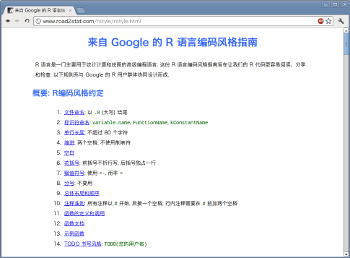 来自 Google 的 R 语言编码风格
www.road2stat.com/rstyle/rstyle.html
来自 Google 的 R 语言编码风格指南
R 语言是一门主要用于统计计算和绘图的高级编程语言. 这份 R 语言编码风格指南旨在让我们的 R 代码更容易阅读、分享
和检查. 以下规则系与 Google 的 R 用户群体协同设计而成.
概要: R编码风格约定
1. 文件命名: 以 .R (大写) 结尾
2. 标识符命名: variable.name, FunctionName, kConstantName
3. 单行长度: 不超过 80 个字符
4. 缩进: 两个空格, 不使用制表符
5. 空白
6. 花括号: 前括号不折行写, 后括号独占一行
7. 赋值符号: 使用 <-, 而非 =
8. 分号: 不要用
9. 总体布局和顺序
10. 注释准则: 所有注释以 # 开始, 后接一个空格; 行内注释需要在 # 前加两个空格
11. 函数的定义和调用
12. 函数文档
13. 示例函数
14. TODO 书写风格: TODO(您的用户名)